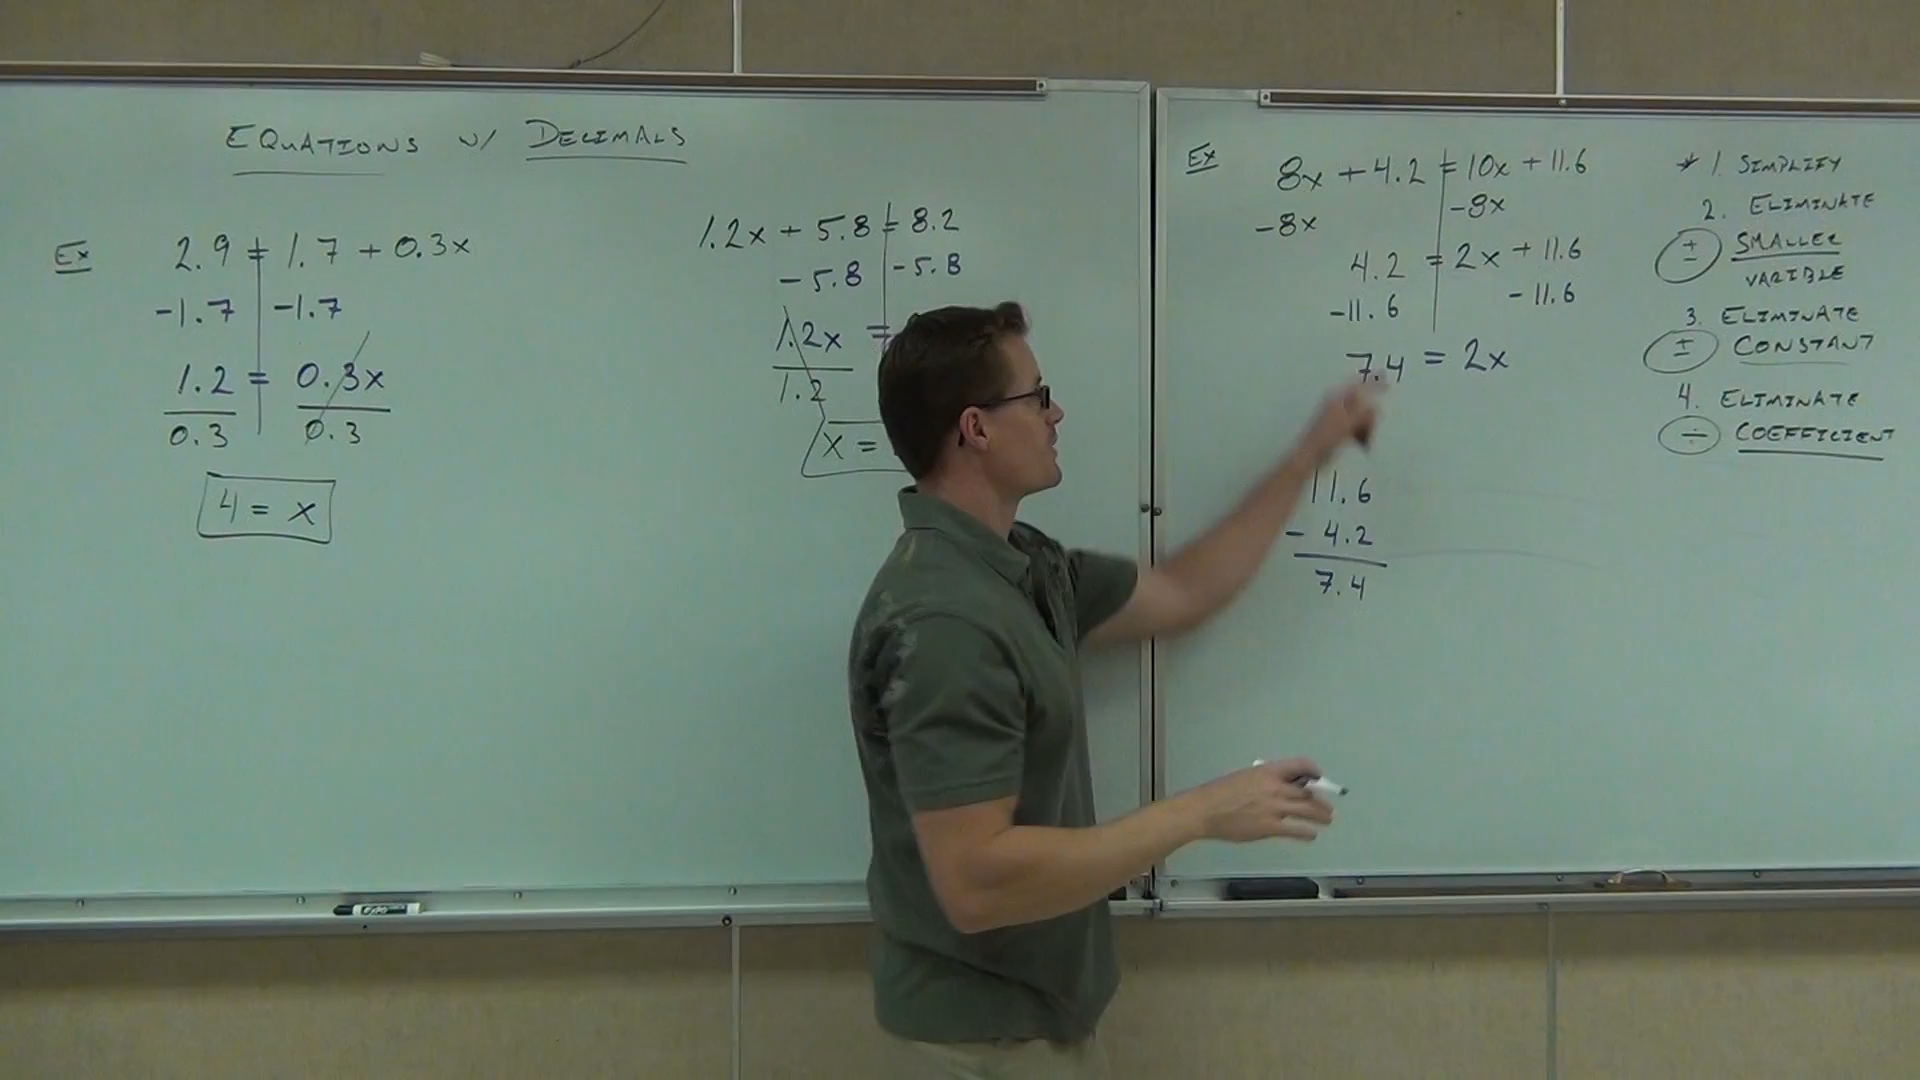 EQUATIONS W/ DECIMALS
Ex 2.9 = 1.7 + 0.3x
-1.7 -1.7
1.2 = 0.3x
0.3 0.3
4 = x
1.2x + 5.8 = 8.2
-5.8 -5.8
1.2x =
1.2
x =
Ex 8x + 4.2 = 10x + 11.6
-8x -8x
4.2 = 2x + 11.6
-11.6 -11.6
7.4 = 2x
11.6
- 4.2
7.4
* 1. SIMPLIFY
2. ELIMINATE
± SMALLER
VARIABLE
3. ELIMINATE
± CONSTANT
4. ELIMINATE
÷ COEFFICIENT
EXPO